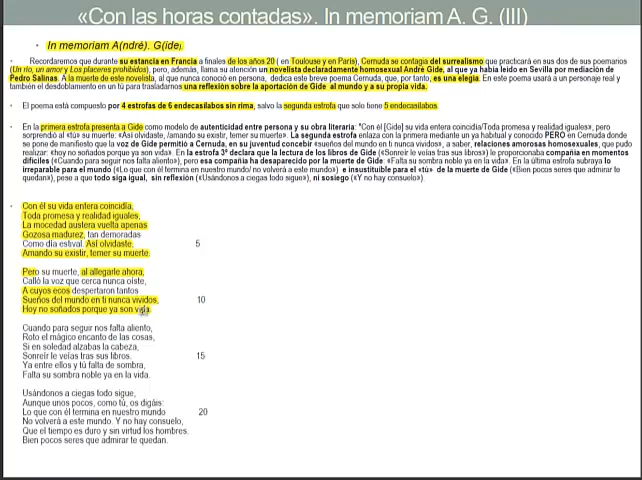 «Con las horas contadas». In memoriam A. G. (III)
• In memoriam A(ndré). G(ide).
• Recordaremos que durante su estancia en Francia a finales de los años 20 ( en Toulouse y en París), Cernuda se contagia del surrealismo que practicará en sus dos de sus poemarios
(Un río, un amor y Los placeres prohibidos), pero, además, llama su atención un novelista declaradamente homosexual André Gide, al que ya había leído en Sevilla por mediación de
Pedro Salinas. A la muerte de este novelista, al que nunca conoció en persona, dedica este breve poema Cernuda, que, por tanto, es una elegía. En este poema usará a un personaje real y
también el desdoblamiento en un tú para trasladarnos una reflexión sobre la aportación de Gide al mundo y a su propia vida.
• El poema está compuesto por 4 estrofas de 6 endecasílabos sin rima, salvo la segunda estrofa que solo tiene 5 endecasílabos.
• En la primera estrofa presenta a Gide como modelo de autenticidad entre persona y su obra literaria: "Con él [Gide] su vida entera coincidía/Toda promesa y realidad iguales», pero
sorprendió al «tú» su muerte: «Así olvidaste, /amando su existir, temer su muerte». La segunda estrofa enlaza con la primera mediante un ya habitual y conocido PERO en Cernuda donde
se pone de manifiesto que la voz de Gide permitió a Cernuda, en su juventud concebir «sueños del mundo en ti nunca vividos», a saber, relaciones amorosas homosexuales, que pudo
realizar: «hoy no soñados porque ya son vida». En la estrofa 3ª declara que la lectura de los libros de Gide («Sonreír le veías tras sus libros») le proporcionaba compañía en momentos
difíciles («Cuando para seguir nos falta aliento»), pero esa compañía ha desaparecido por la muerte de Gide: «Falta su sombra noble ya en la vida». En la última estrofa subraya lo
irreparable para el mundo («Lo que con él termina en nuestro mundo/ no volverá a este mundo») e insustituible para el «tú» de la muerte de Gide («Bien pocos seres que admirar te
quedan»), pese a que todo siga igual, sin reflexión («Usándonos a ciegas todo sigue»), ni sosiego («Y no hay consuelo»).
• Con él su vida entera coincidía,
Toda promesa y realidad iguales,
La mocedad austera vuelta apenas
Gozosa madurez, tan demoradas
Como día estival. Así olvidaste, 5
Amando su existir, temer su muerte.
Pero su muerte, al allegarle ahora,
Calló la voz que cerca nunca oíste,
A cuyos ecos despertaron tantos
Sueños del mundo en ti nunca vividos, 10
Hoy no soñados porque ya son vida.
Cuando para seguir nos falta aliento,
Roto el mágico encanto de las cosas,
Si en soledad alzabas la cabeza,
Sonreír le veías tras sus libros. 15
Ya entre ellos y tú falta de sombra,
Falta su sombra noble ya en la vida.
Usándonos a ciegas todo sigue,
Aunque unos pocos, como tú, os digáis:
Lo que con él termina en nuestro mundo 20
No volverá a este mundo. Y no hay consuelo,
Que el tiempo es duro y sin virtud los hombres.
Bien pocos seres que admirar te quedan.